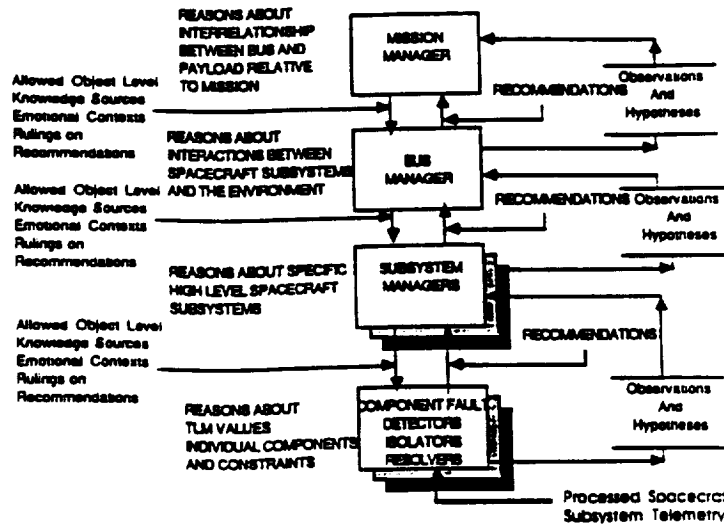 REASONS ABOUT
INTERRELATIONSHIP
BETWEEN BUS AND
PAYLOAD RELATIVE
TO MISSION
MISSION
MANAGER
Allowed Object Level
Knowledge Sources
Emotional Contexts
Rulings on
Recommendations
RECOMMENDATIONS
Observations
And
Hypotheses
REASONS ABOUT
INTERACTIONS BETWEEN
SPACECRAFT SUBSYSTEMS
AND THE ENVIRONMENT
BUS
MANAGER
Allowed Object Level
Knowledge Sources
Emotional Contexts
Rulings on
Recommendations
RECOMMENDATIONS
Observations
And
Hypotheses
REASONS ABOUT SPECIFIC
HIGH LEVEL SPACECRAFT
SUBSYSTEMS
SUBSYSTEM
MANAGERS
Allowed Object Level
Knowledge Sources
Emotional Contexts
Rulings on
Recommendations
RECOMMENDATIONS
Observations
And
Hypotheses
REASONS ABOUT
TLM VALUES
INDIVIDUAL COMPONENTS
AND CONSTRAINTS
COMPONENT FAULT
DETECTORS
ISOLATORS
RESOLVERS
Processed Spacecraf
Subsystem Telemetry